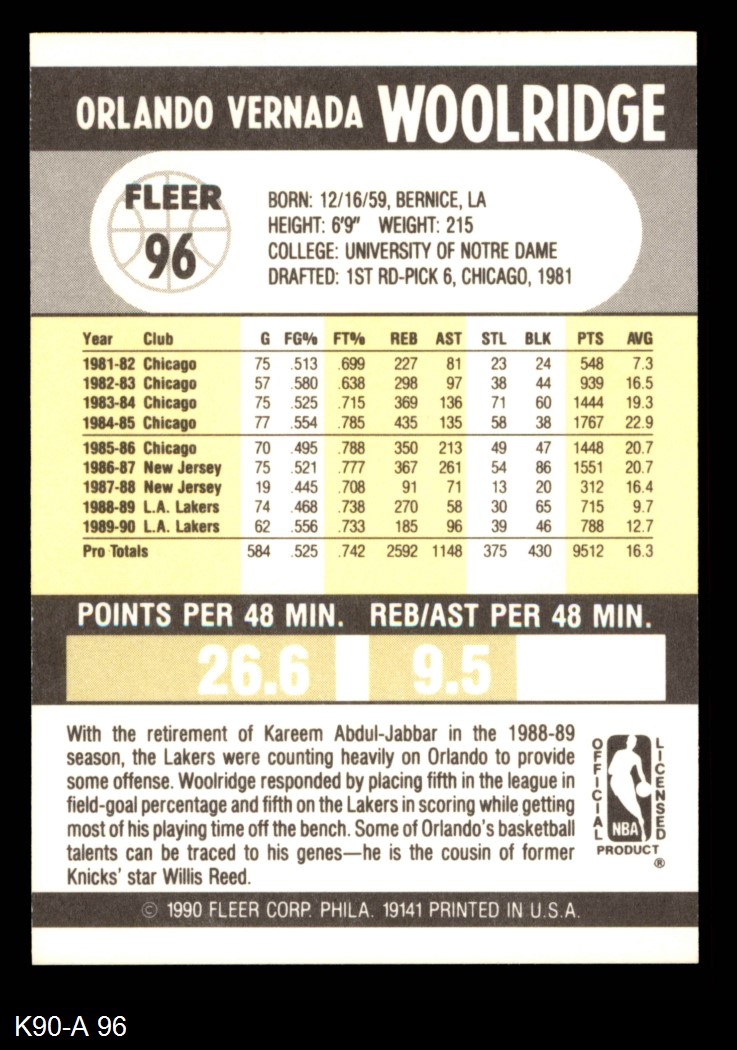 ORLANDO VERNADA WOOLRIDGE
FLEER
96
BORN: 12/16/59, BERNICE, LA
HEIGHT: 6'9" WEIGHT: 215
COLLEGE: UNIVERSITY OF NOTRE DAME
DRAFTED: 1ST RD-PICK 6, CHICAGO, 1981
Year Club G FG% FT% REB AST STL BLK PTS AVG
1981-82 Chicago 75 .513 .699 227 81 23 24 548 7.3
1982-83 Chicago 57 .580 .638 298 97 38 44 939 16.5
1983-84 Chicago 75 .525 .715 369 136 71 60 1444 19.3
1984-85 Chicago 77 .554 .785 435 135 58 38 1767 22.9
1985-86 Chicago 70 .495 .788 350 213 49 47 1448 20.7
1986-87 New Jersey 75 .521 .777 367 261 54 86 1551 20.7
1987-88 New Jersey 19 .445 .708 91 71 13 20 312 16.4
1988-89 L.A. Lakers 74 .468 .738 270 58 30 65 715 9.7
1989-90 L.A. Lakers 62 .556 .733 185 96 39 46 788 12.7
Pro Totals 584 .525 .742 2592 1148 375 430 9512 16.3
POINTS PER 48 MIN. REB/AST PER 48 MIN.
26.6 9.5
With the retirement of Kareem Abdul-Jabbar in the 1988-89
season, the Lakers were counting heavily on Orlando to provide
some offense. Woolridge responded by placing fifth in the league in
field-goal percentage and fifth on the Lakers in scoring while getting
most of his playing time off the bench. Some of Orlando's basketball
talents can be traced to his genes—he is the cousin of former
Knicks' star Willis Reed.
OFFICIAL
LICENSED
NBA
PRODUCT
®
© 1990 FLEER CORP. PHILA. 19141 PRINTED IN U.S.A.
K90-A 96